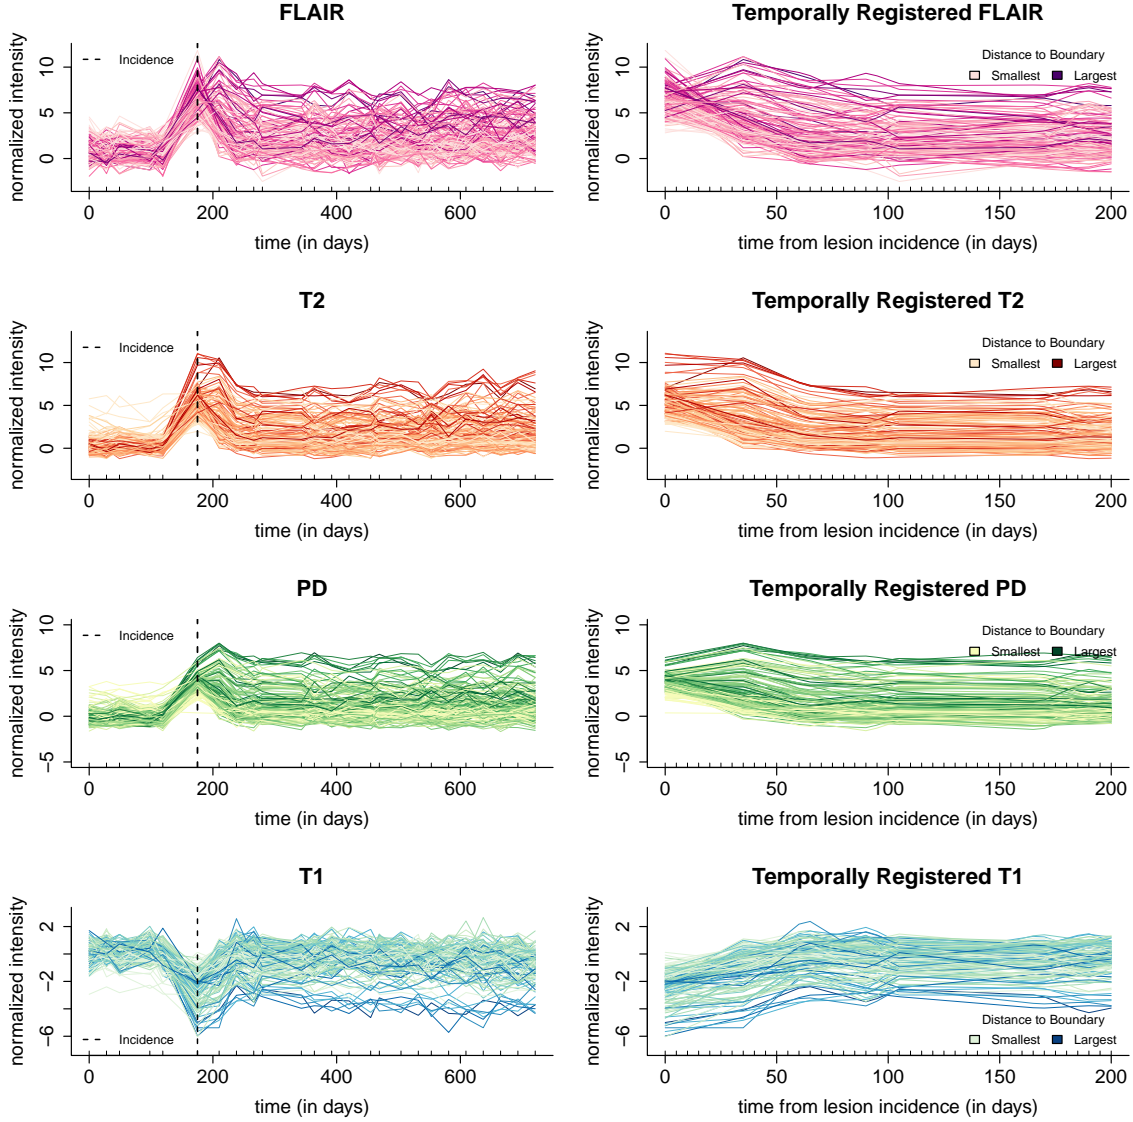 FLAIR
normalized intensity
10
5
0
Incidence
0 200 400 600
time (in days)
Temporally Registered FLAIR
normalized intensity
10
5
0
Distance to Boundary
Smallest Largest
0 50 100 150 200
time from lesion incidence (in days)
T2
normalized intensity
10
5
0
Incidence
0 200 400 600
time (in days)
Temporally Registered T2
normalized intensity
10
5
0
Distance to Boundary
Smallest Largest
0 50 100 150 200
time from lesion incidence (in days)
PD
normalized intensity
10
5
0
−5
Incidence
0 200 400 600
time (in days)
Temporally Registered PD
normalized intensity
10
5
0
−5
Distance to Boundary
Smallest Largest
0 50 100 150 200
time from lesion incidence (in days)
T1
normalized intensity
2
−2
−6
Incidence
0 200 400 600
time (in days)
Temporally Registered T1
normalized intensity
2
−2
−6
Distance to Boundary
Smallest Largest
0 50 100 150 200
time from lesion incidence (in days)